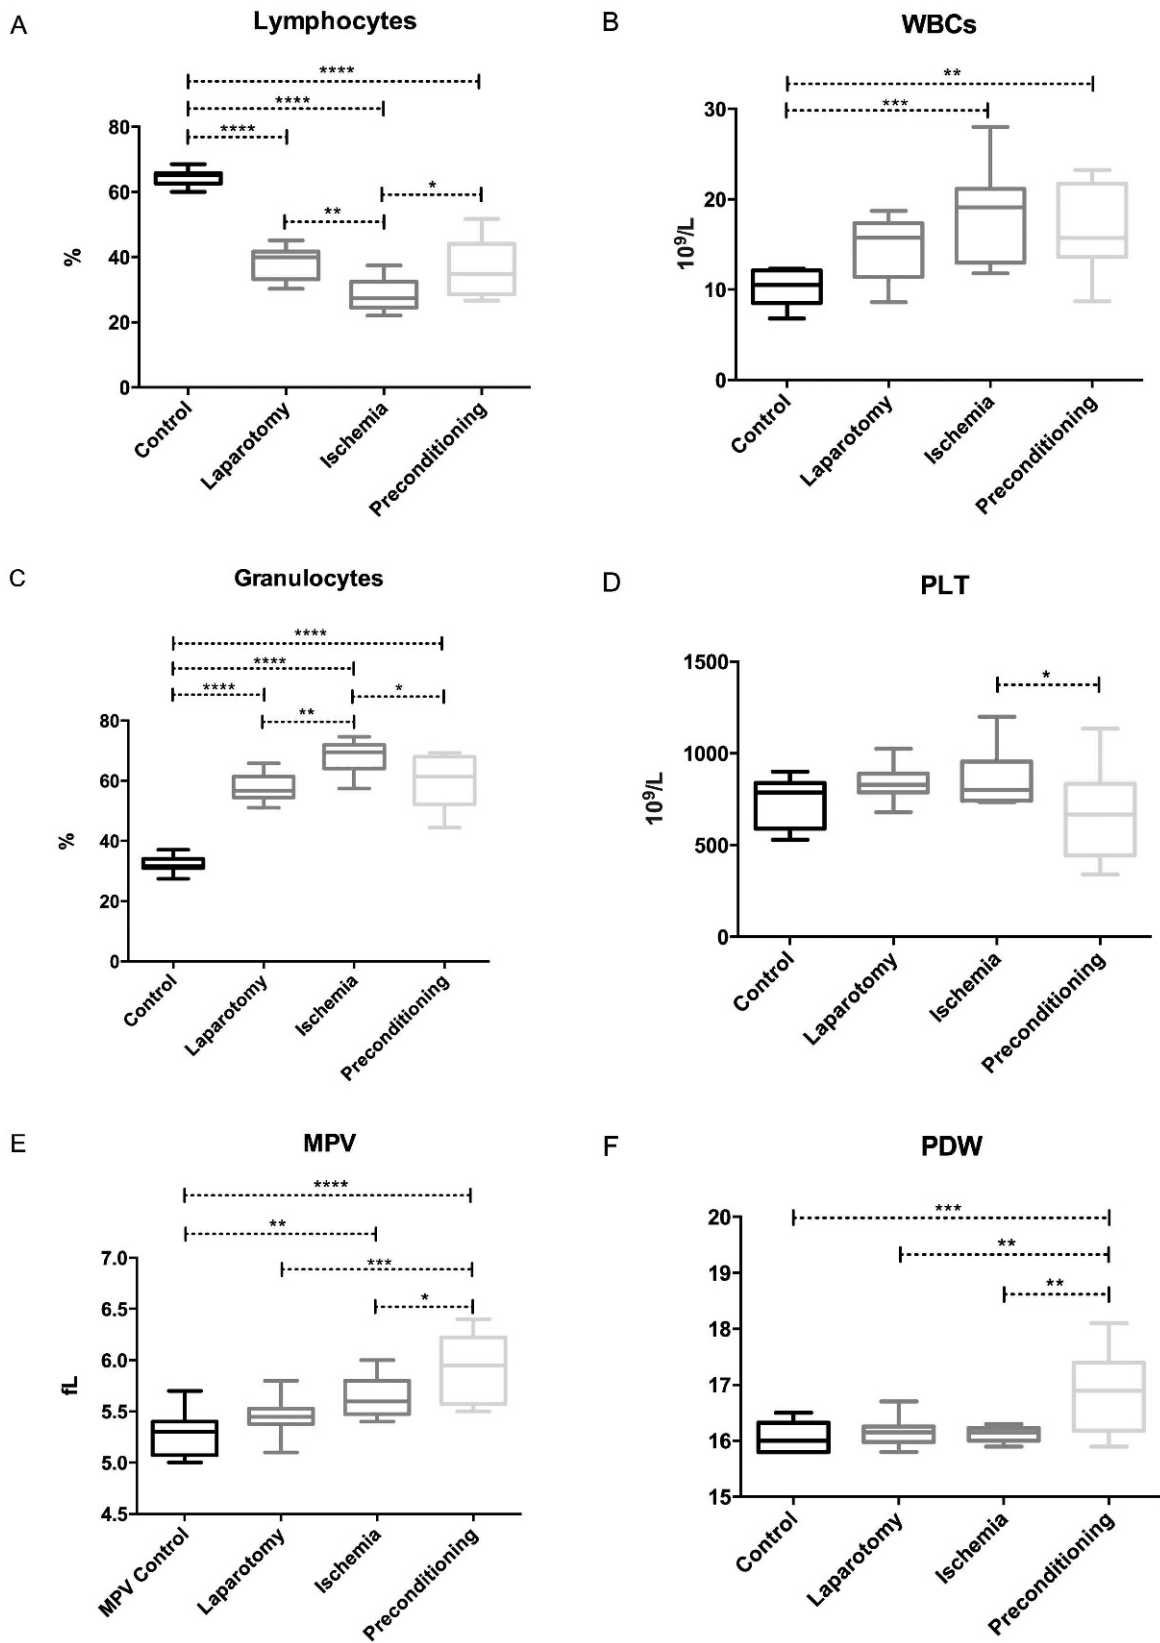 A
Lymphocytes
****
****
****
*
**
80
60
40
20
0
%
Control
Laparotomy
Ischemia
Preconditioning
B
WBCs
**
***
30
20
10
0
10⁹/L
Control
Laparotomy
Ischemia
Preconditioning
C
Granulocytes
****
****
****
*
**
80
60
40
20
0
%
Control
Laparotomy
Ischemia
Preconditioning
D
PLT
*
1500
1000
500
0
10⁹/L
Control
Laparotomy
Ischemia
Preconditioning
E
MPV
****
**
***
*
7.0
6.5
6.0
5.5
5.0
4.5
fL
MPV Control
Laparotomy
Ischemia
Preconditioning
F
PDW
***
**
**
20
19
18
17
16
15
Control
Laparotomy
Ischemia
Preconditioning